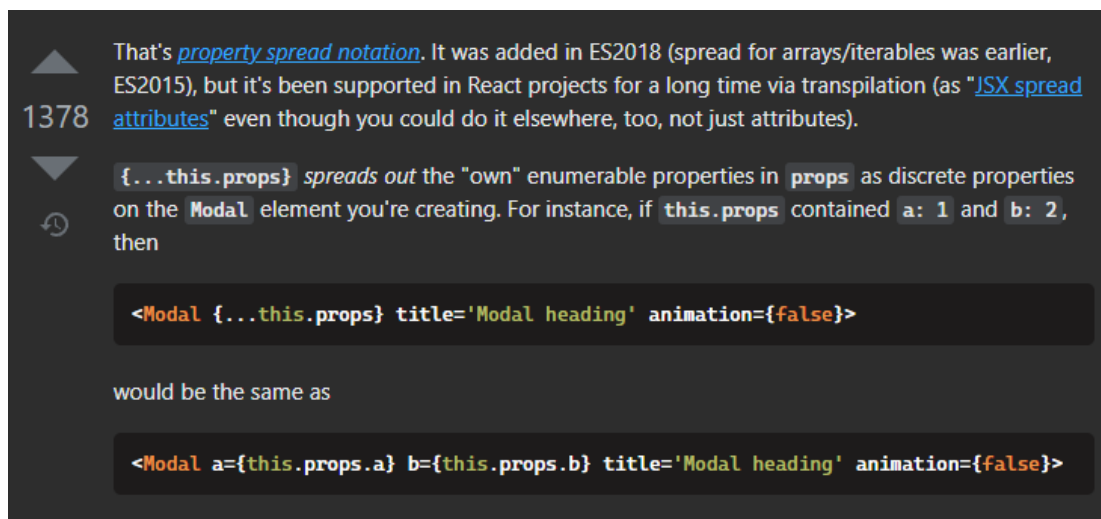 That's property spread notation. It was added in ES2018 (spread for arrays/iterables was earlier,
ES2015), but it's been supported in React projects for a long time via transpilation (as "JSX spread
1378
attributes" even though you could do it elsewhere, too, not just attributes).
{...this.props} spreads out the "own" enumerable properties in props as discrete properties
on the Modal element you're creating. For instance, if this.props contained a: 1 and b: 2,
then
<Modal {...this.props} title='Modal heading' animation={false}>
would be the same as
<Modal a={this.props.a} b={this.props.b} title='Modal heading' animation={false}>